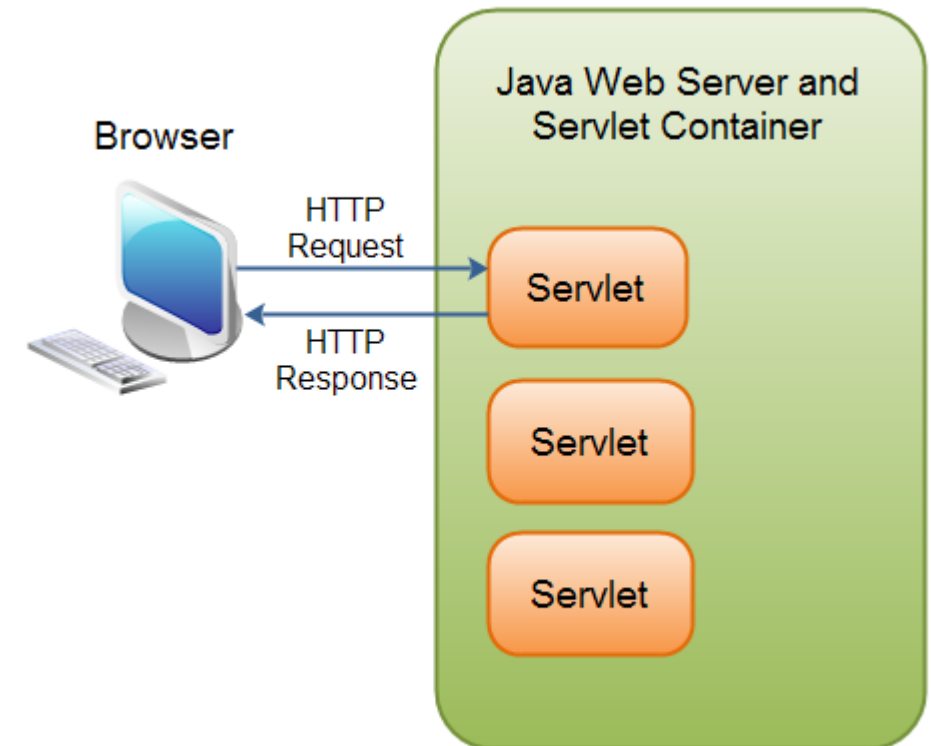 Java Web Server and
Servlet Container
Browser
HTTP
Request
Servlet
HTTP
Response
Servlet
Servlet